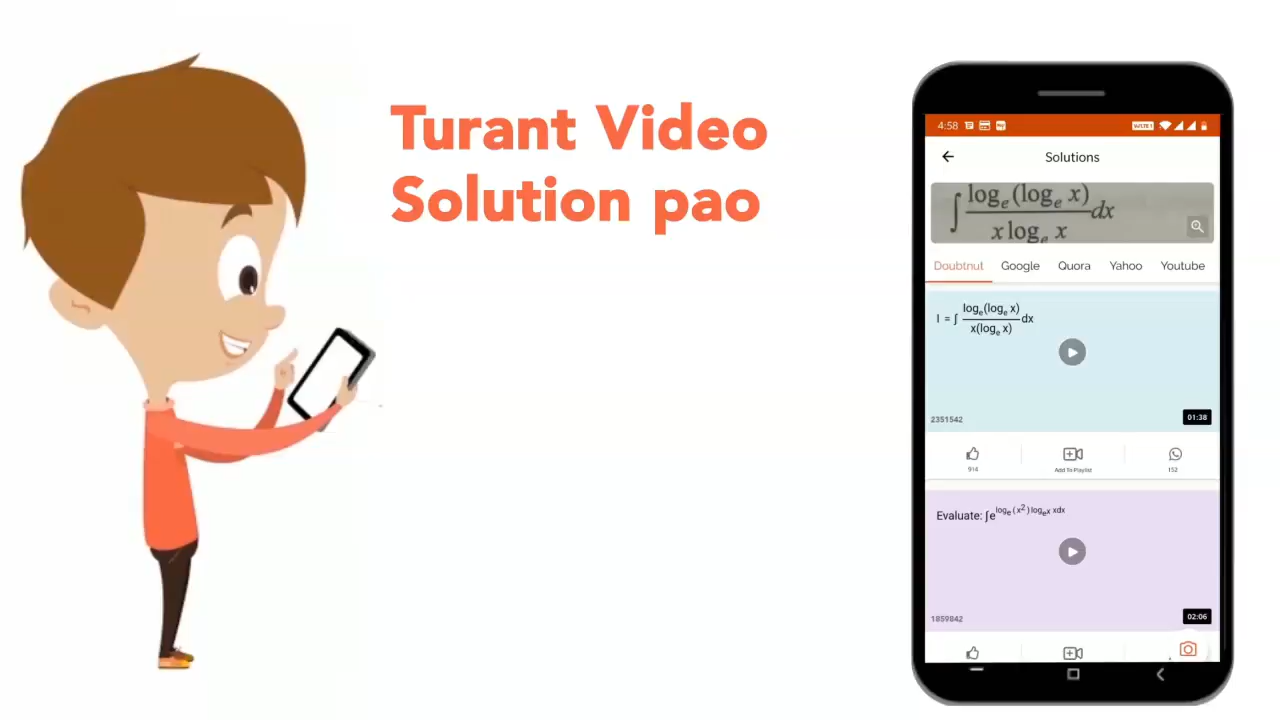 Turant Video
Solution pao
4:58
VoLTE1
Solutions
∫ logₑ(logₑ x) / x logₑ x dx
Doubtnut Google Quora Yahoo Youtube
I = ∫ logₑ(logₑ x) / x(logₑ x) dx
2351542
01:38
914 Add To Playlist 152
Evaluate: ∫e^logₑ(x²)logₑx xdx
1859842
02:06